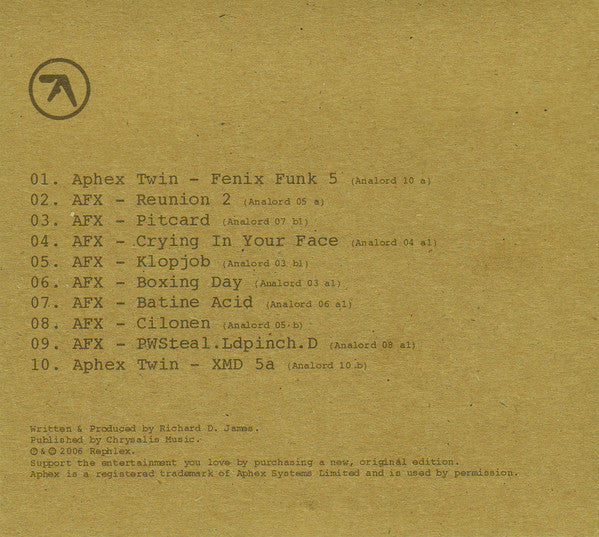 01. Aphex Twin - Fenix Funk 5 (Analord 10 a)
02. AFX - Reunion 2 (Analord 05 a)
03. AFX - Pitcard (Analord 07 b1)
04. AFX - Crying In Your Face (Analord 04 a1)
05. AFX - Klopjob (Analord 03 b1)
06. AFX - Boxing Day (Analord 03 a1)
07. AFX - Batine Acid (Analord 06 a1)
08. AFX - Cilonen (Analord 05 b)
09. AFX - PWSteal.Ldpinch.D (Analord 08 a1)
10. Aphex Twin - XMD 5a (Analord 10 b)
Written & Produced by Richard D. James.
Published by Chrysalis Music.
℗ & © 2006 Rephlex.
Support the entertainment you love by purchasing a new, original edition.
Aphex is a registered trademark of Aphex Systems Limited and is used by permission.